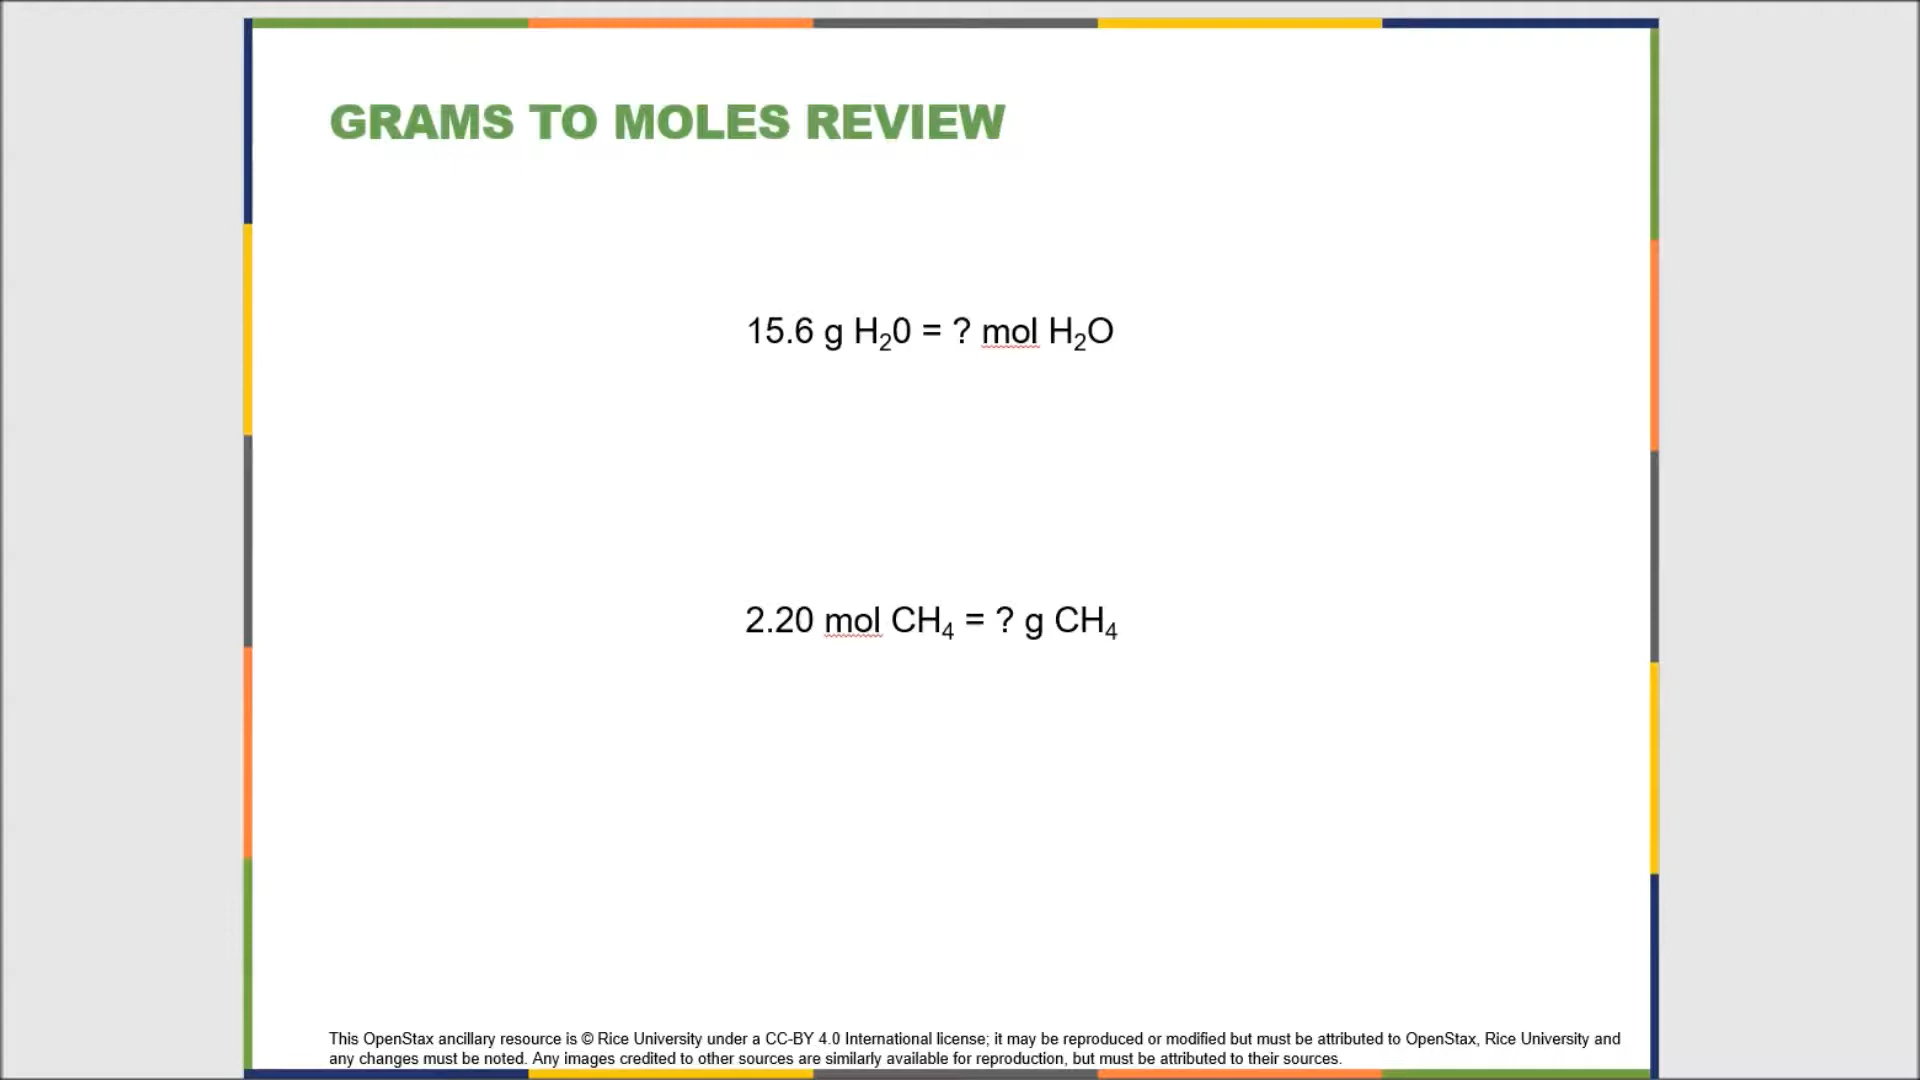 GRAMS TO MOLES REVIEW
15.6 g H₂0 = ? mol H₂O
2.20 mol CH₄ = ? g CH₄
This OpenStax ancillary resource is © Rice University under a CC-BY 4.0 International license; it may be reproduced or modified but must be attributed to OpenStax, Rice University and
any changes must be noted. Any images credited to other sources are similarly available for reproduction, but must be attributed to their sources.